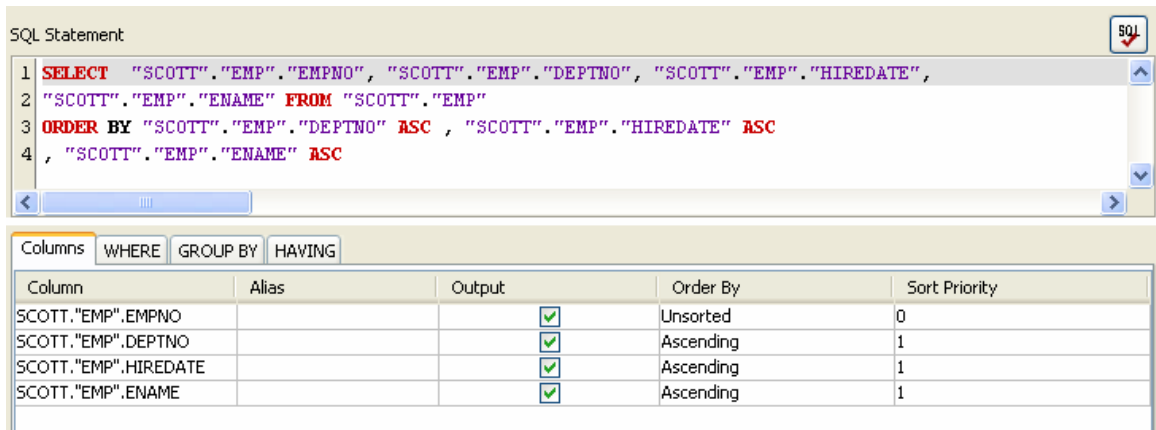 SQL Statement
SQL
1 SELECT "SCOTT"."EMP"."EMPNO", "SCOTT"."EMP"."DEPTNO", "SCOTT"."EMP"."HIREDATE",
2 "SCOTT"."EMP"."ENAME" FROM "SCOTT"."EMP"
3 ORDER BY "SCOTT"."EMP"."DEPTNO" ASC , "SCOTT"."EMP"."HIREDATE" ASC
4 , "SCOTT"."EMP"."ENAME" ASC
Columns WHERE GROUP BY HAVING
Column Alias Output Order By Sort Priority
SCOTT."EMP".EMPNO Unsorted 0
SCOTT."EMP".DEPTNO Ascending 1
SCOTT."EMP".HIREDATE Ascending 1
SCOTT."EMP".ENAME Ascending 1